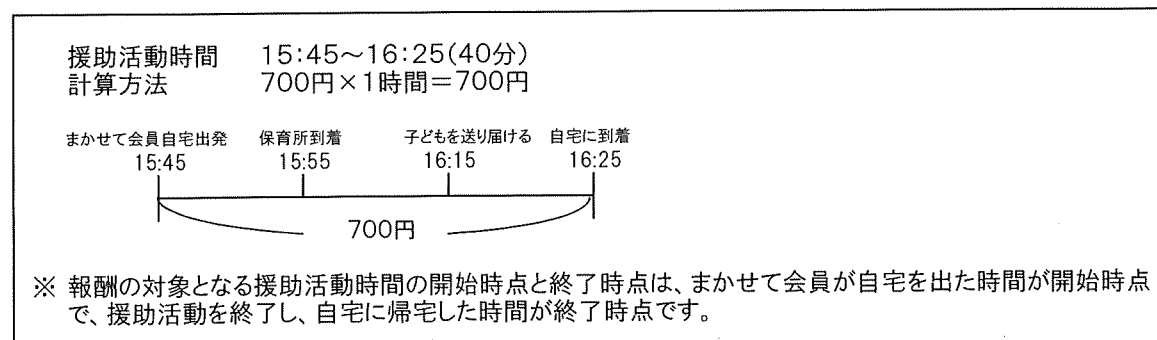 援助活動時間 15:45～16:25(40分)
計算方法 700円×1時間＝700円
まかせて会員自宅出発 保育所到着 子どもを送り届ける 自宅に到着
15:45 15:55 16:15 16:25
700円
※ 報酬の対象となる援助活動時間の開始時点と終了時点は、まかせて会員が自宅を出た時間が開始時点
で、援助活動を終了し、自宅に帰宅した時間が終了時点です。